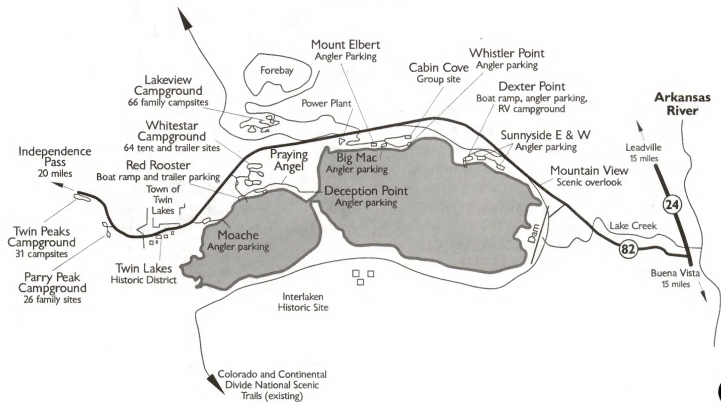 Mount Elbert
Angler Parking
Whistler Point
Angler parking
Forebay
Cabin Cove
Group site
Lakeview
Campground
66 family campsites
Dexter Point
Boat ramp, angler parking,
RV campground
Power Plant
Arkansas
River
Whitestar
Campground
64 tent and trailer sites
Sunnyside E & W
Angler parking
Leadville
15 miles
Independence
Pass
20 miles
Praying
Angel
Red Rooster
Boat ramp and trailer parking
Big Mac
Angler parking
Mountain View
Scenic overlook
Town of
Twin
Lakes
Deception Point
Angler parking
24
Twin Peaks
Campground
31 campsites
Moache
Angler parking
Dam
Lake Creek
82
Parry Peak
Campground
26 family sites
Twin Lakes
Historic District
Buena Vista
15 miles
Interlaken
Historic Site
Colorado and Continental
Divide National Scenic
Trails (existing)